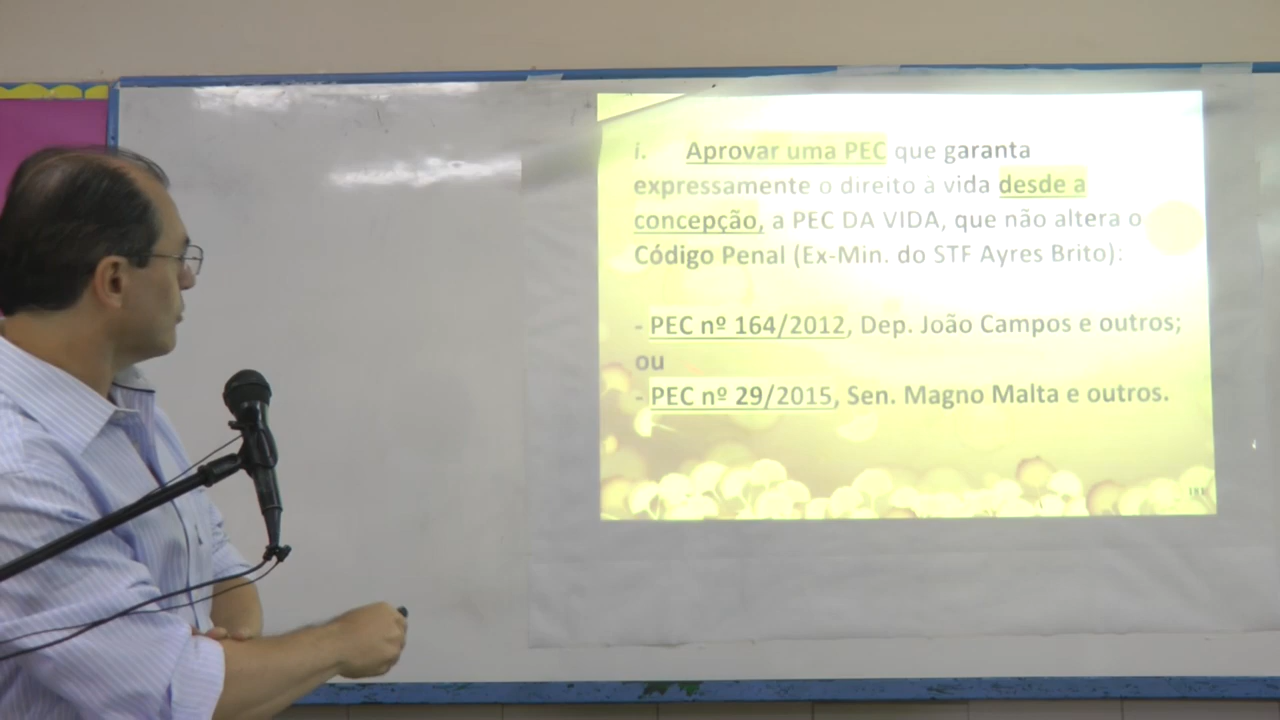 i. Aprovar uma PEC que garanta
expressamente o direito à vida desde a
concepção, a PEC DA VIDA, que não altera o
Código Penal (Ex-Min. do STF Ayres Brito):
- PEC nº 164/2012, Dep. João Campos e outros;
ou
- PEC nº 29/2015, Sen. Magno Malta e outros.